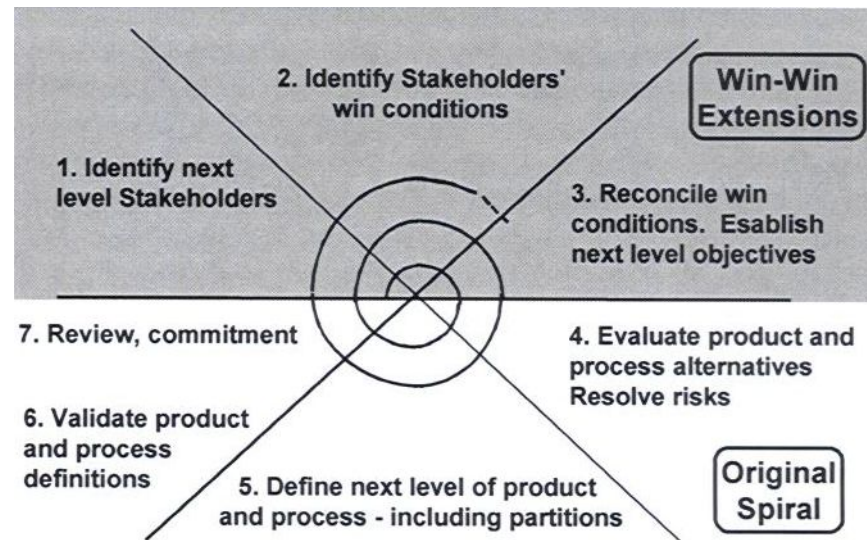 2. Identify Stakeholders'
win conditions
Win-Win
Extensions
1. Identify next
level Stakeholders
3. Reconcile win
conditions. Esablish
next level objectives
7. Review, commitment
4. Evaluate product and
process alternatives
Resolve risks
6. Validate product
and process
definitions
5. Define next level of product
and process - including partitions
Original
Spiral